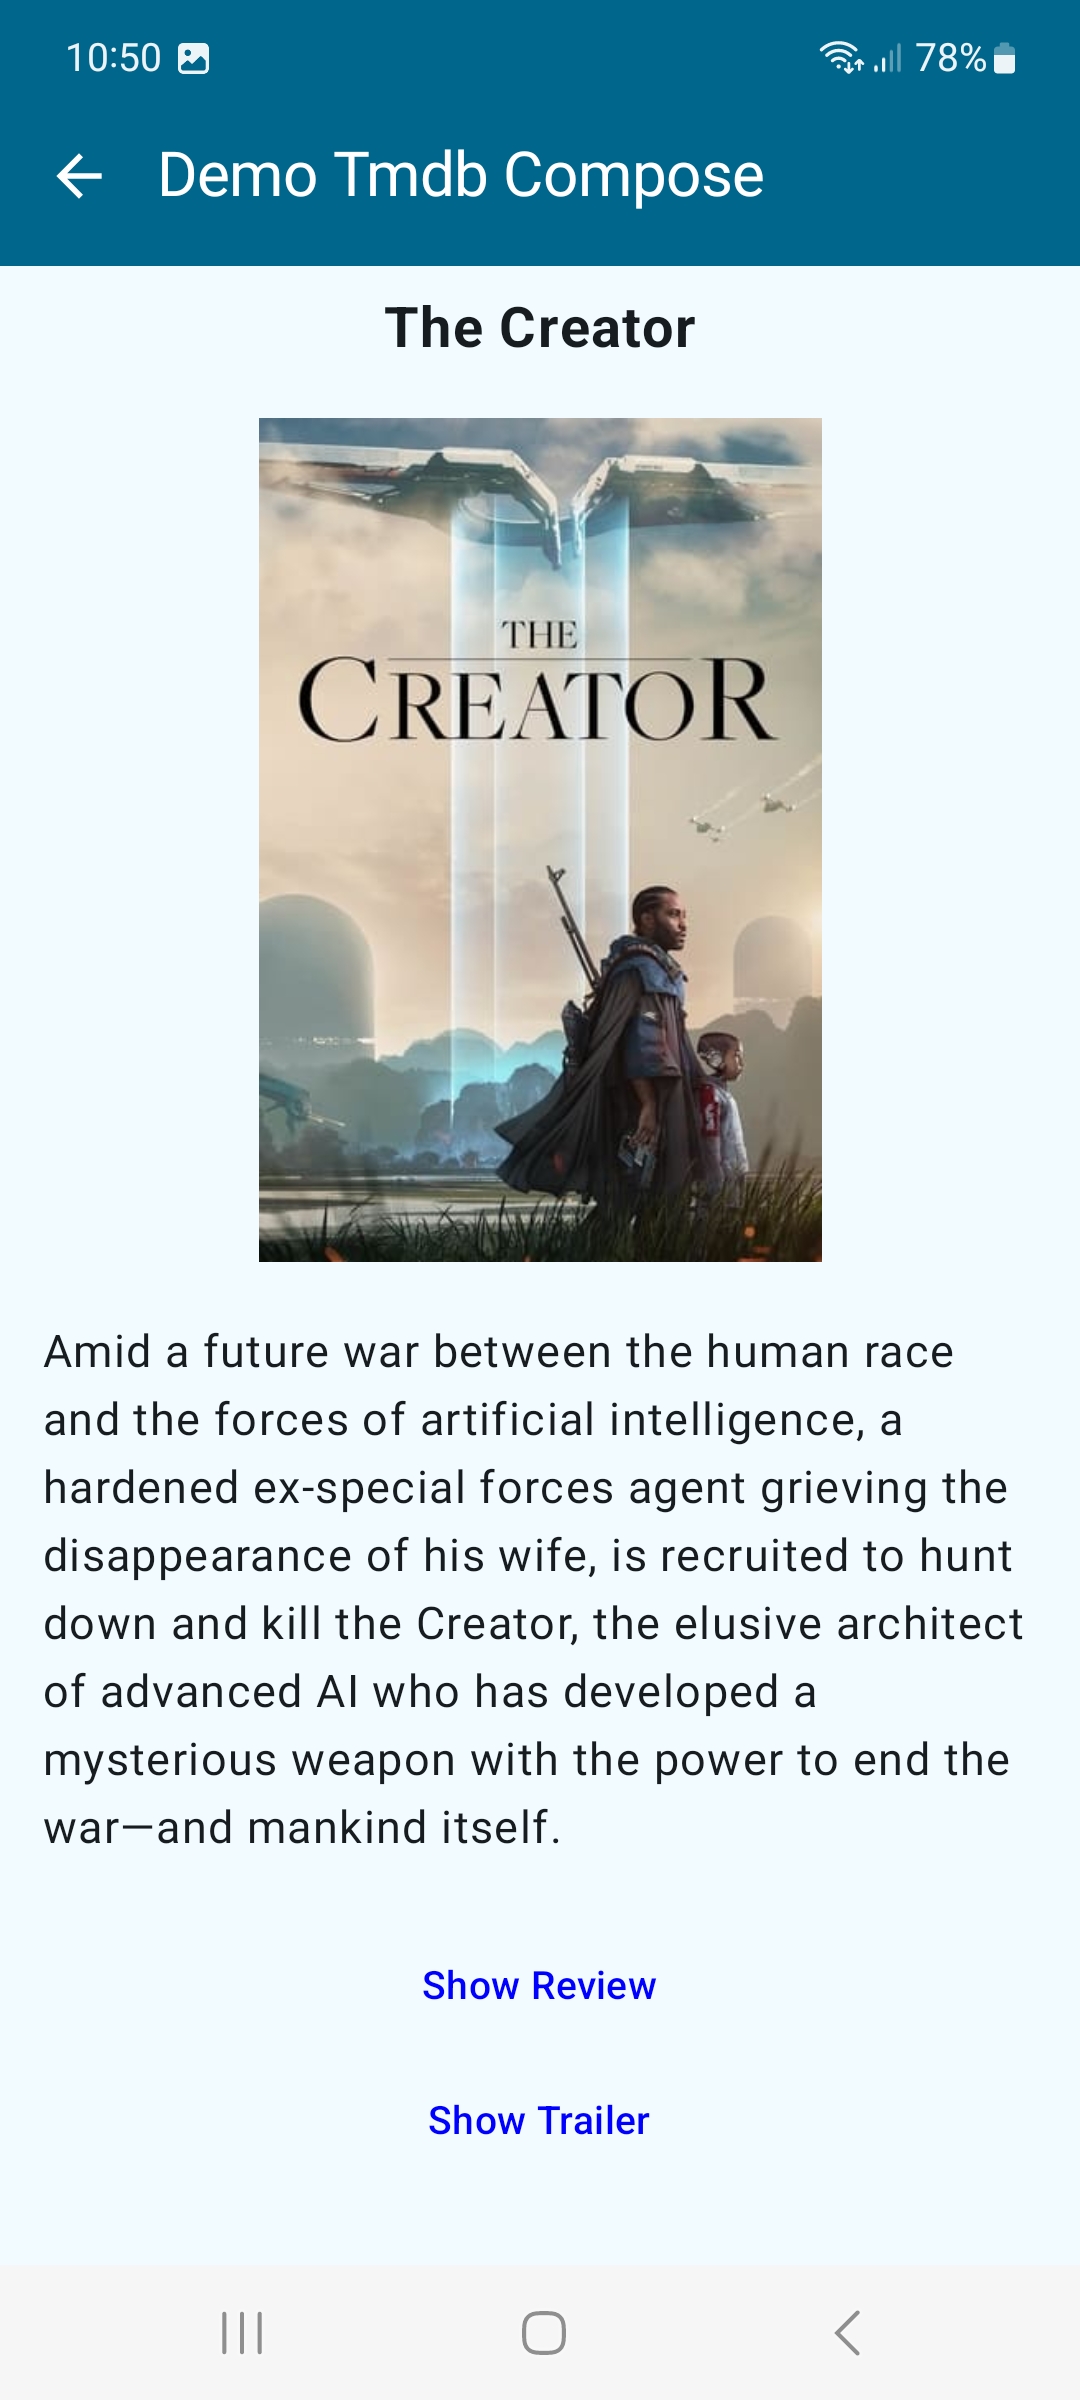 10:50 78%
Demo Tmdb Compose
The Creator
THE
CREATOR
Amid a future war between the human race
and the forces of artificial intelligence, a
hardened ex-special forces agent grieving the
disappearance of his wife, is recruited to hunt
down and kill the Creator, the elusive architect
of advanced AI who has developed a
mysterious weapon with the power to end the
war—and mankind itself.
Show Review
Show Trailer